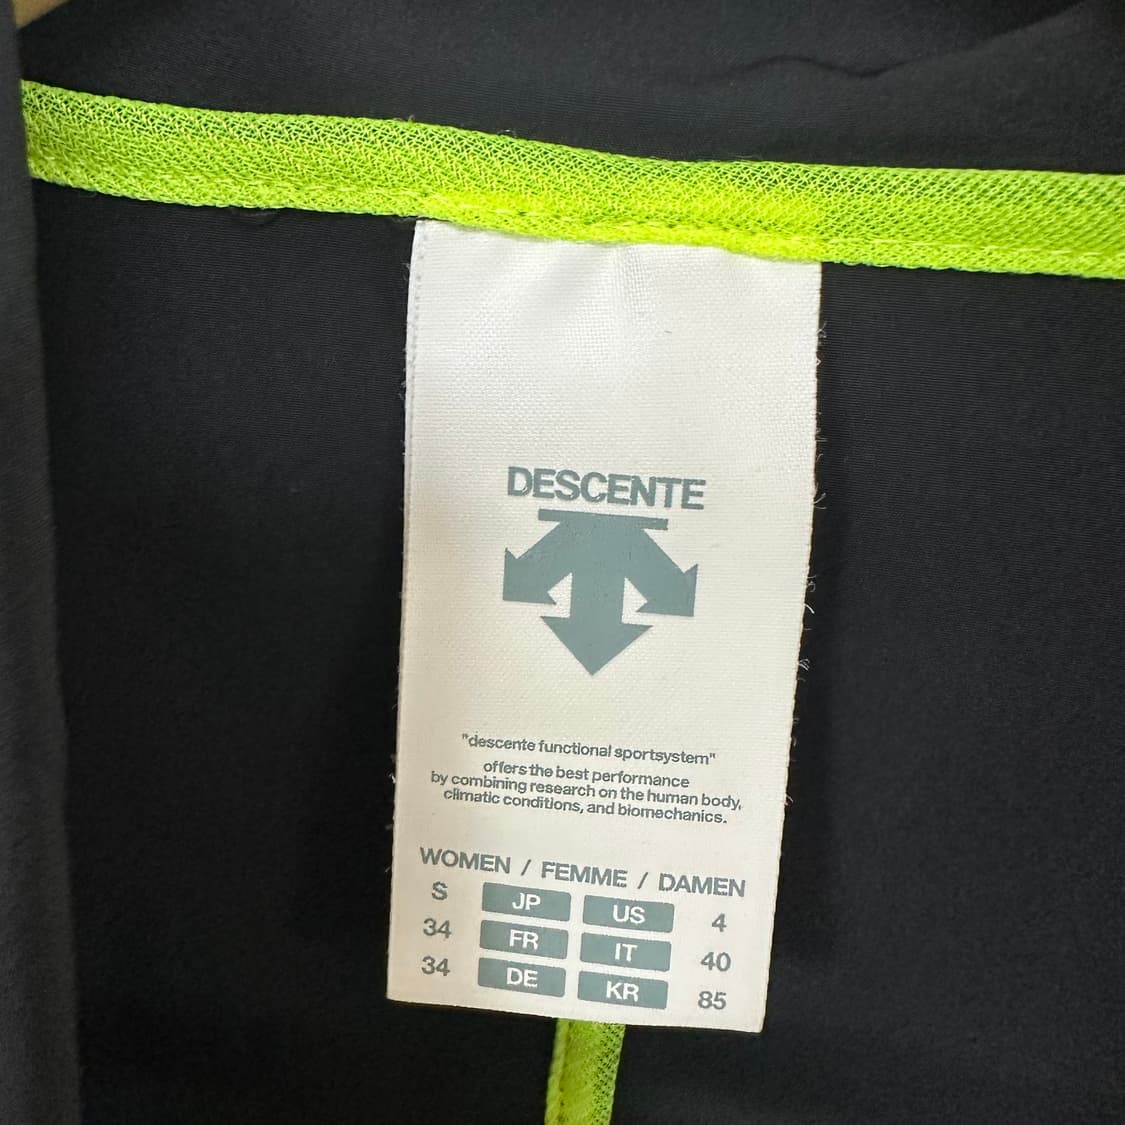 DESCENTE
"descente functional sportsystem"
offers the best performance
by combining research on the human body,
climatic conditions, and biomechanics.
WOMEN / FEMME / DAMEN
S JP US 4
34 FR IT 40
34 DE KR 85